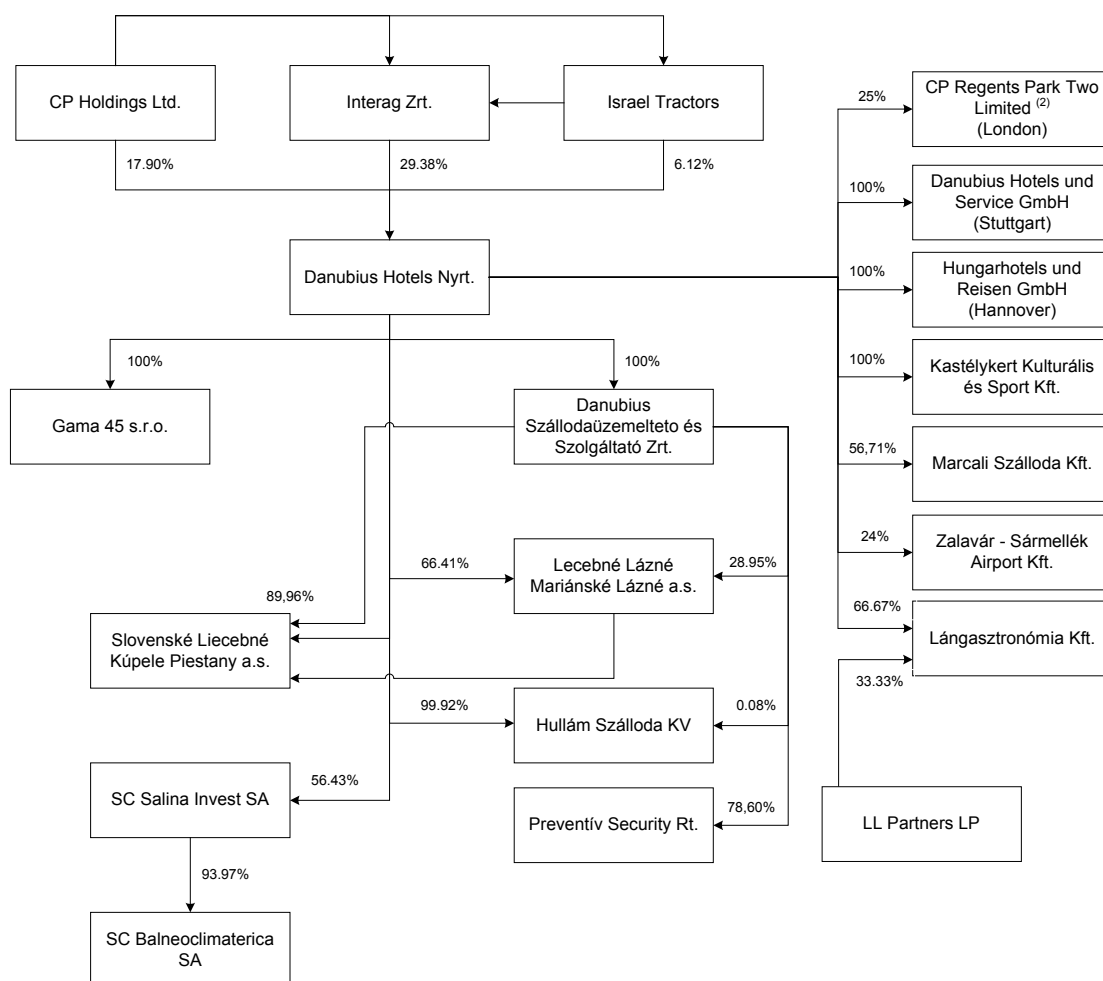 CP Holdings Ltd.
Interag Zrt.
Israel Tractors
17.90%
29.38%
6.12%
Danubius Hotels Nyrt.
25%
CP Regents Park Two
Limited (2)
(London)
100%
Danubius Hotels und
Service GmbH
(Stuttgart)
100%
Hungarhotels und
Reisen GmbH
(Hannover)
100%
Kastélykert Kulturális
és Sport Kft.
56,71%
Marcali Szálloda Kft.
24%
Zalavár - Sármellék
Airport Kft.
66.67%
Lángasztronómia Kft.
33.33%
LL Partners LP
100%
Gama 45 s.r.o.
100%
Danubius
Szállodaüzemelteto és
Szolgáltató Zrt.
66.41%
Lecebné Lázné
Mariánské Lázné a.s.
28.95%
89,96%
Slovenské Liecebné
Kúpele Piestany a.s.
99.92%
Hullám Szálloda KV
0.08%
56.43%
SC Salina Invest SA
Preventív Security Rt.
78,60%
93.97%
SC Balneoclimaterica
SA